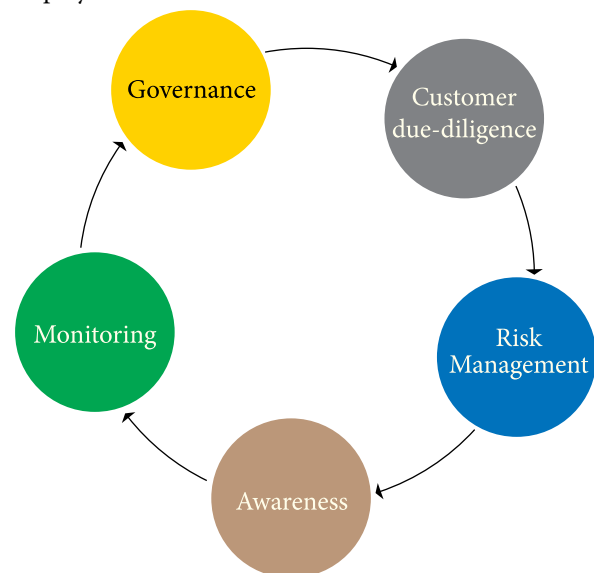 Governance
Customer
due-diligence
Risk
Management
Awareness
Monitoring